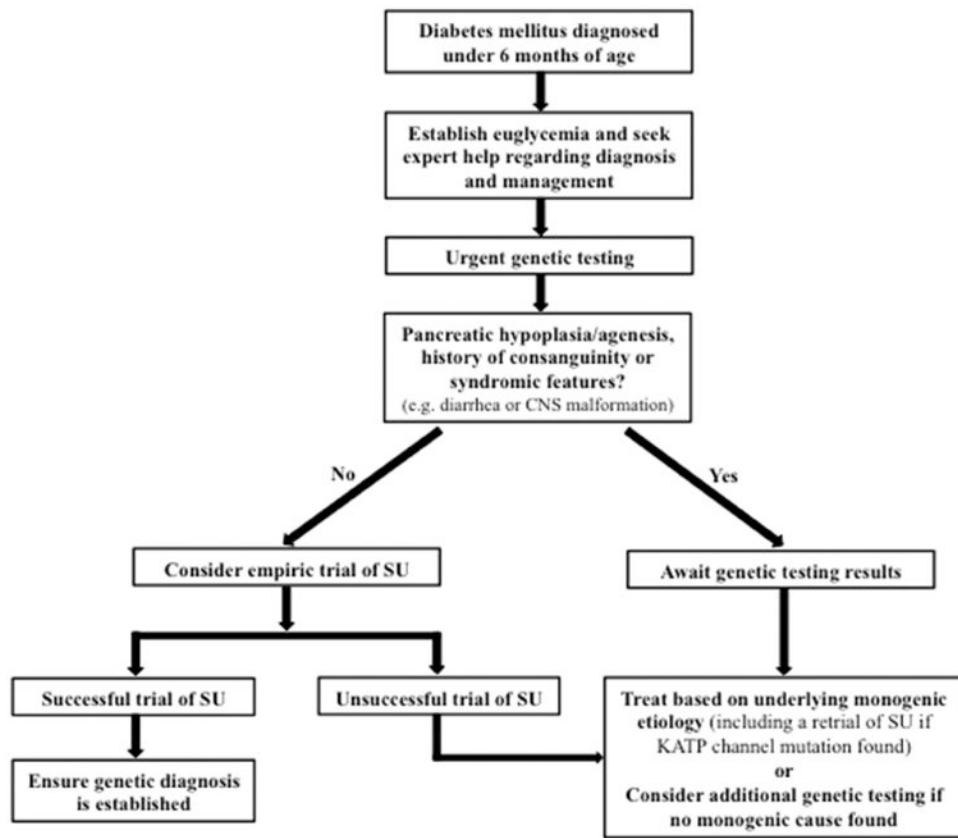 Diabetes mellitus diagnosed
under 6 months of age
Establish euglycemia and seek
expert help regarding diagnosis
and management
Urgent genetic testing
Pancreatic hypoplasia/agenesis,
history of consanguinity or
syndromic features?
(e.g. diarrhea or CNS malformation)
No
Yes
Consider empiric trial of SU
Await genetic testing results
Successful trial of SU
Unsuccessful trial of SU
Treat based on underlying monogenic
etiology (including a retrial of SU if
KATP channel mutation found)
or
Consider additional genetic testing if
no monogenic cause found
Ensure genetic diagnosis
is established